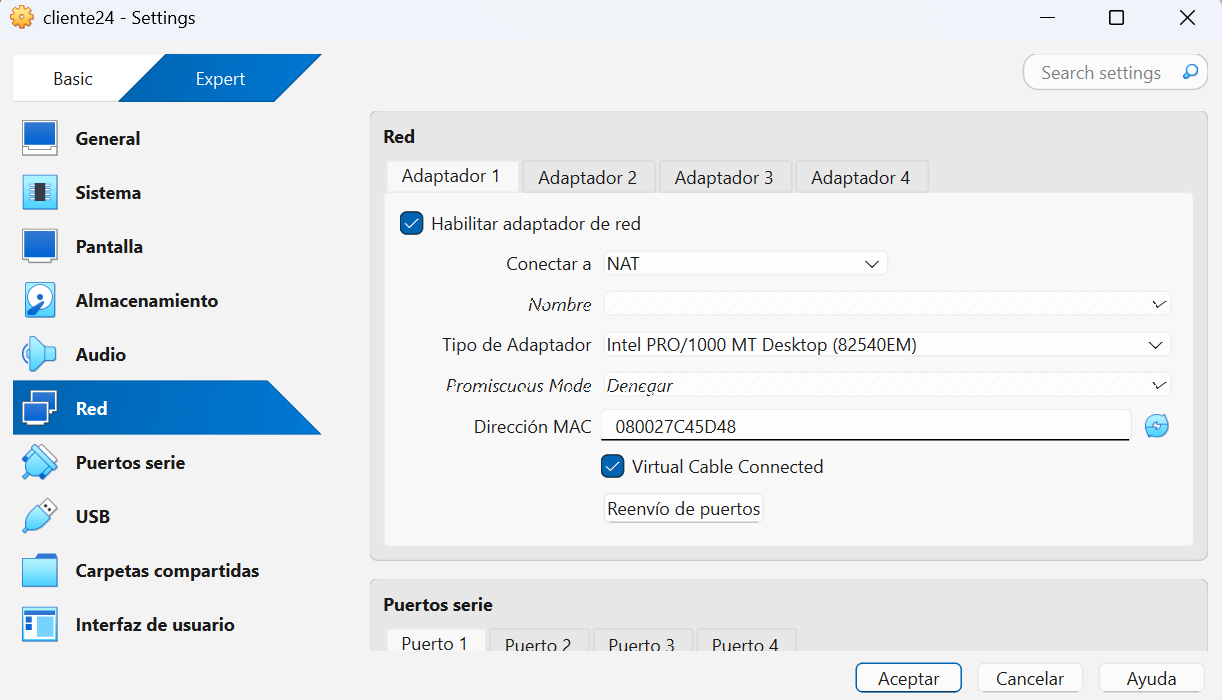 cliente24 - Settings
Basic Expert
Search settings
General
Sistema
Pantalla
Almacenamiento
Audio
Red
Puertos serie
USB
Carpetas compartidas
Interfaz de usuario
Red
Adaptador 1 Adaptador 2 Adaptador 3 Adaptador 4
Habilitar adaptador de red
Conectar a NAT
Nombre
Tipo de Adaptador Intel PRO/1000 MT Desktop (82540EM)
Promiscuous Mode Denegar
Dirección MAC 080027C45D48
Virtual Cable Connected
Reenvío de puertos
Puertos serie
Puerto 1 Puerto 2 Puerto 3 Puerto 4
Aceptar Cancelar Ayuda